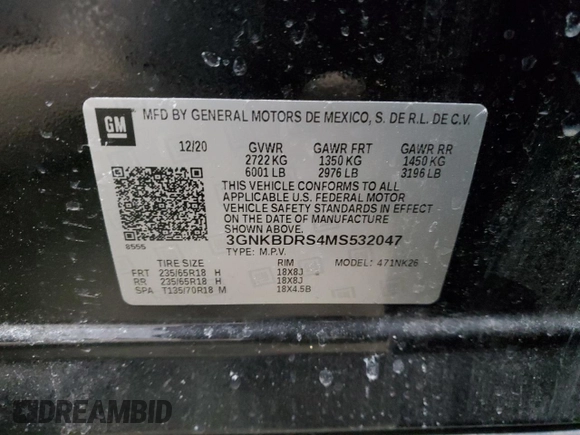 GM
MFD BY GENERAL MOTORS DE MEXICO, S. DE R.L. DE C.V.
12/20 GVWR GAWR FRT GAWR RR
2722 KG 1350 KG 1450 KG
6001 LB 2976 LB 3196 LB
THIS VEHICLE CONFORMS TO ALL
APPLICABLE U.S. FEDERAL MOTOR
VEHICLE SAFETY STANDARDS IN EFFECT
ON THE DATE OF MANUFACTURE
SHOWN ABOVE.
8555 3GNKBDRS4MS532047
TYPE: M.P.V. MODEL: 471NK26
TIRE SIZE RIM
FRT 235/65R18 H 18X8J
RR 235/65R18 H 18X8J
SPA T135/70R18 M 18X4.5B
DREAMBID